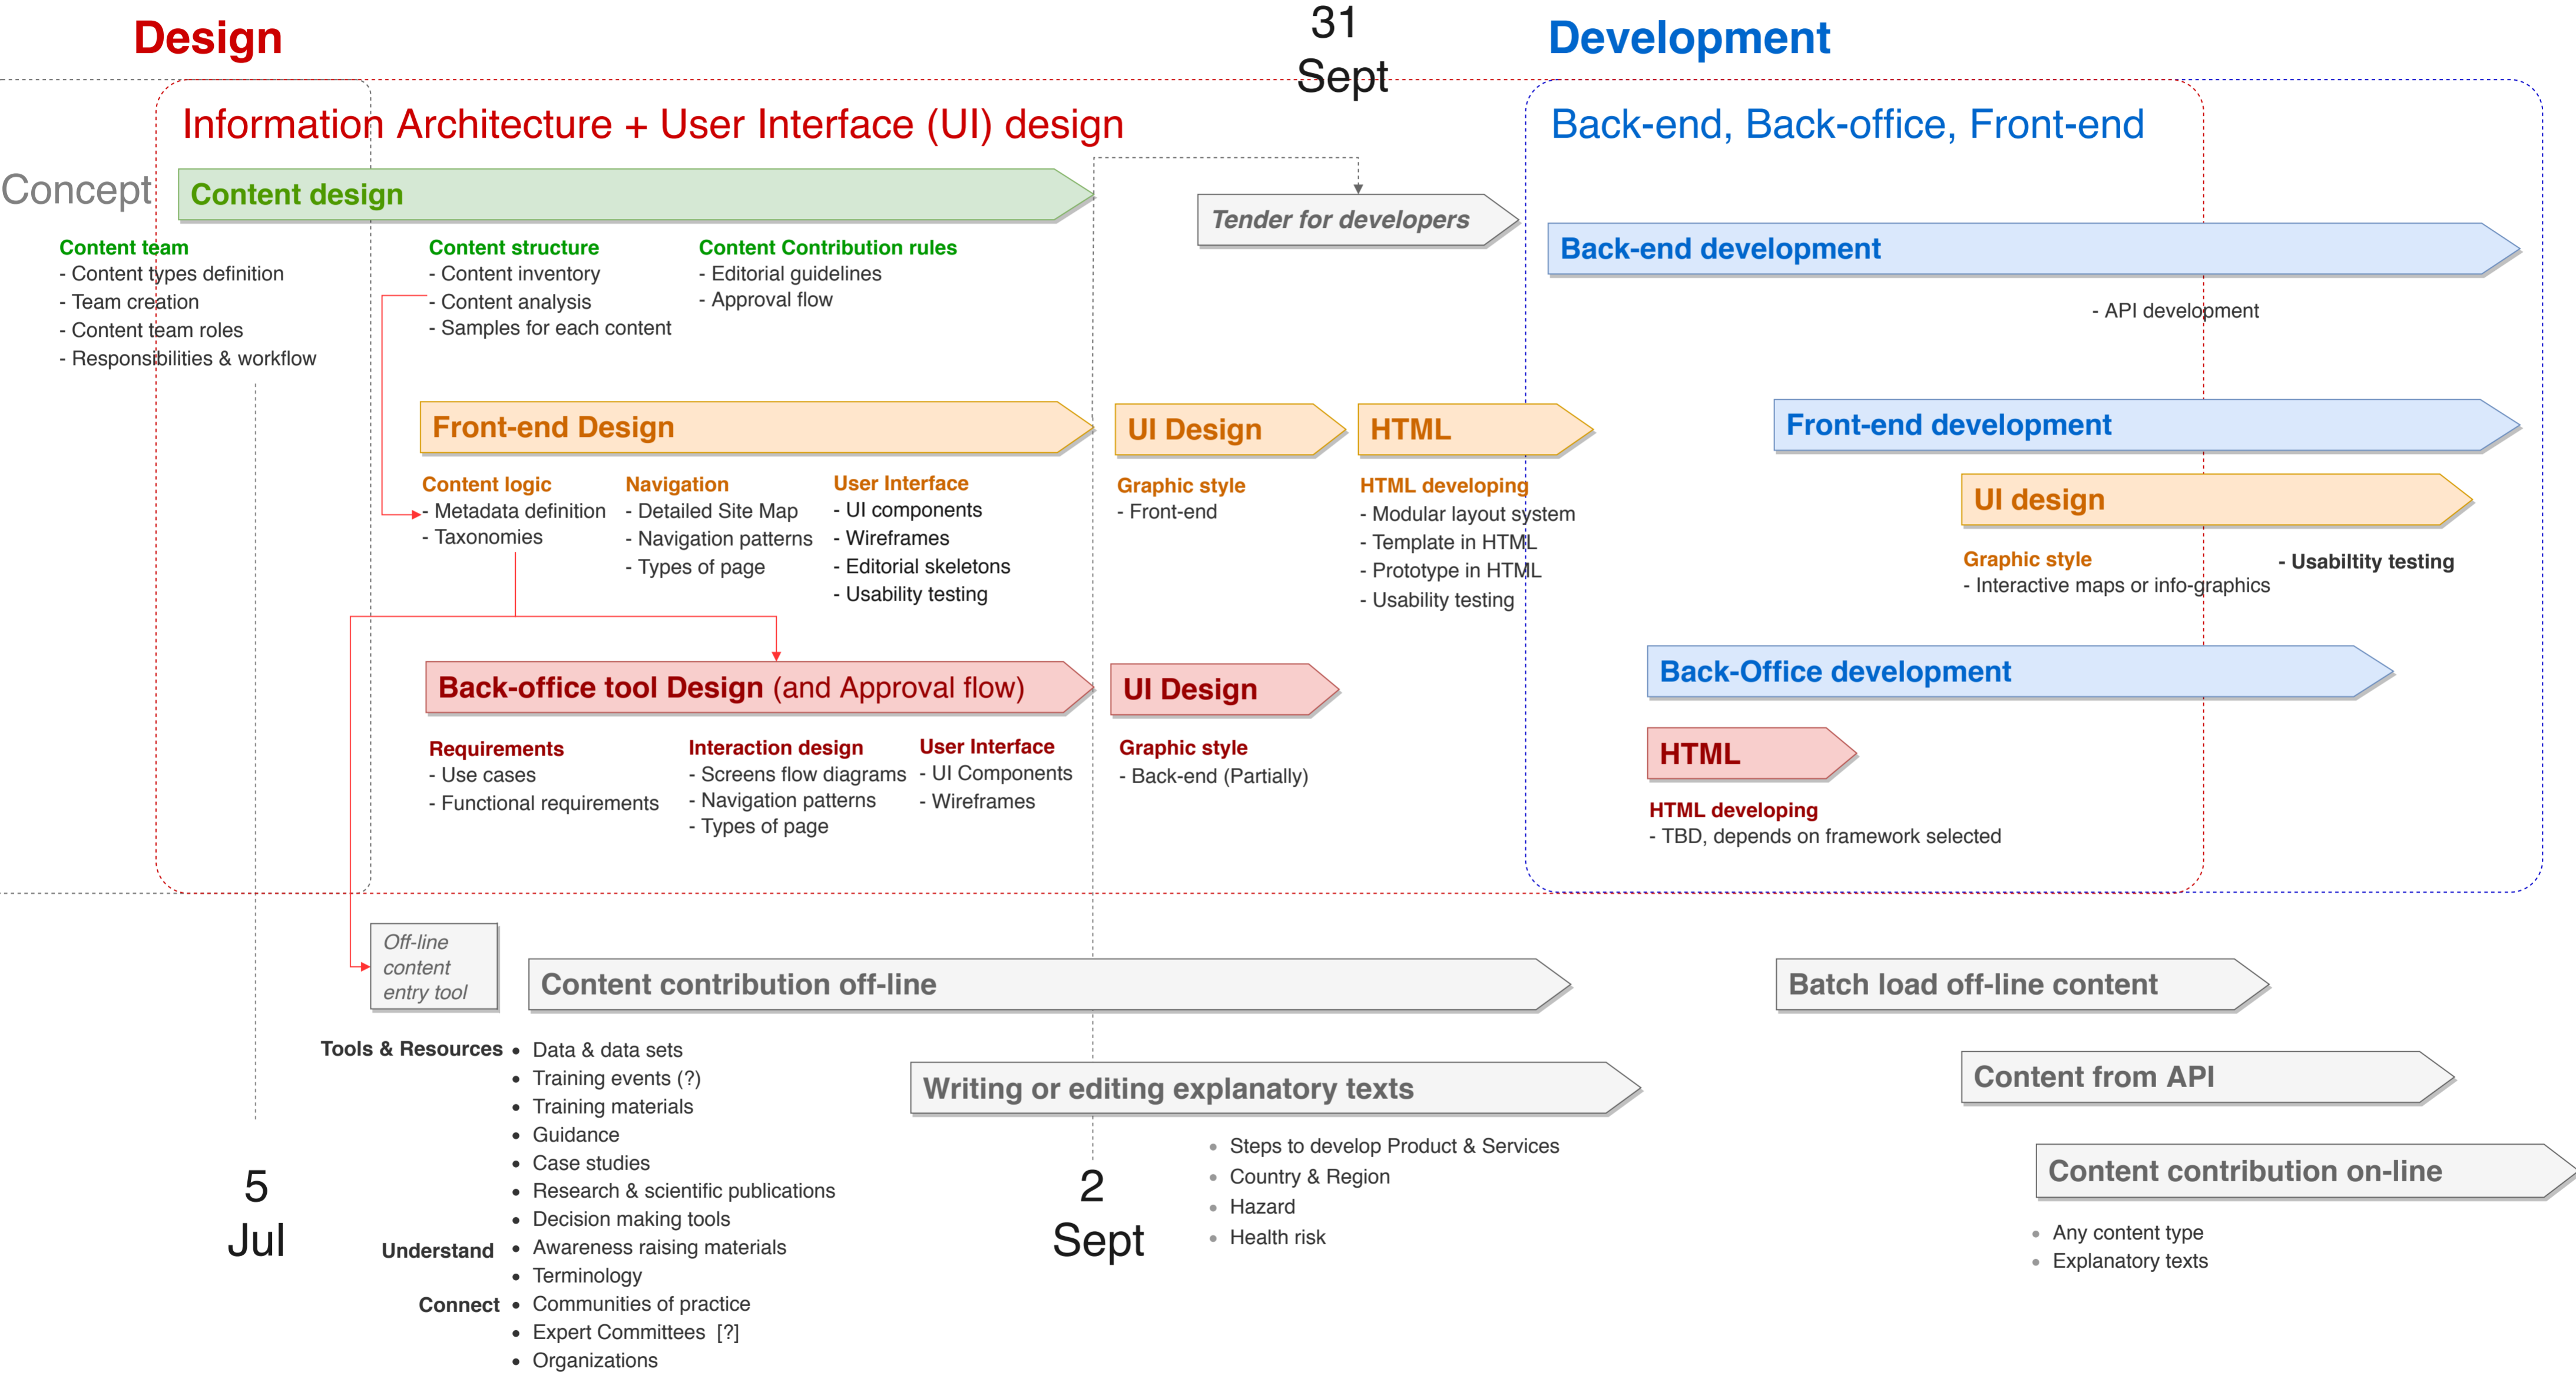 Design
31
Sept
Development
Information Architecture + User Interface (UI) design
Back-end, Back-office, Front-end
Concept
Content design
Tender for developers
Back-end development
- API development
Content team
- Content types definition
- Team creation
- Content team roles
- Responsibilities & workflow
Content structure
- Content inventory
- Content analysis
- Samples for each content
Content Contribution rules
- Editorial guidelines
- Approval flow
Front-end Design
UI Design
HTML
Front-end development
Content logic
- Metadata definition
- Taxonomies
Navigation
- Detailed Site Map
- Navigation patterns
- Types of page
User Interface
- UI components
- Wireframes
- Editorial skeletons
- Usability testing
Graphic style
- Front-end
HTML developing
- Modular layout system
- Template in HTML
- Prototype in HTML
- Usability testing
UI design
Graphic style
- Interactive maps or info-graphics
- Usabiltity testing
Back-office tool Design (and Approval flow)
UI Design
Back-Office development
Requirements
- Use cases
- Functional requirements
Interaction design
- Screens flow diagrams
- Navigation patterns
- Types of page
User Interface
- UI Components
- Wireframes
Graphic style
- Back-end (Partially)
HTML
HTML developing
- TBD, depends on framework selected
Off-line
content
entry tool
Content contribution off-line
Batch load off-line content
Tools & Resources
• Data & data sets
• Training events (?)
• Training materials
• Guidance
• Case studies
• Research & scientific publications
• Decision making tools
Understand
• Awareness raising materials
• Terminology
Connect
• Communities of practice
• Expert Committees [?]
• Organizations
Writing or editing explanatory texts
• Steps to develop Product & Services
• Country & Region
• Hazard
• Health risk
Content from API
Content contribution on-line
• Any content type
• Explanatory texts
5
Jul
2
Sept